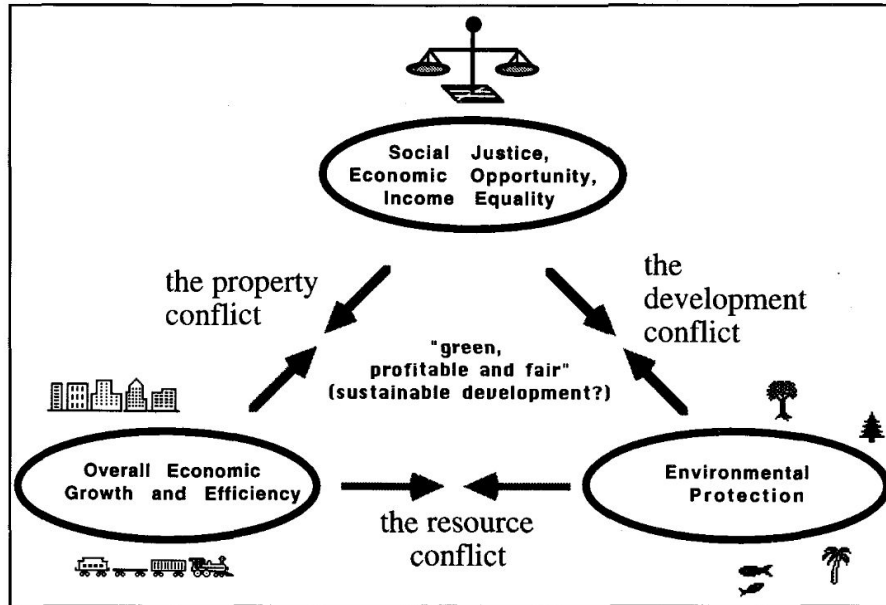 Social Justice,
Economic Opportunity,
Income Equality
the property
conflict
the
development
conflict
"green,
profitable and fair"
(sustainable development?)
Overall Economic
Growth and Efficiency
Environmental
Protection
the resource
conflict